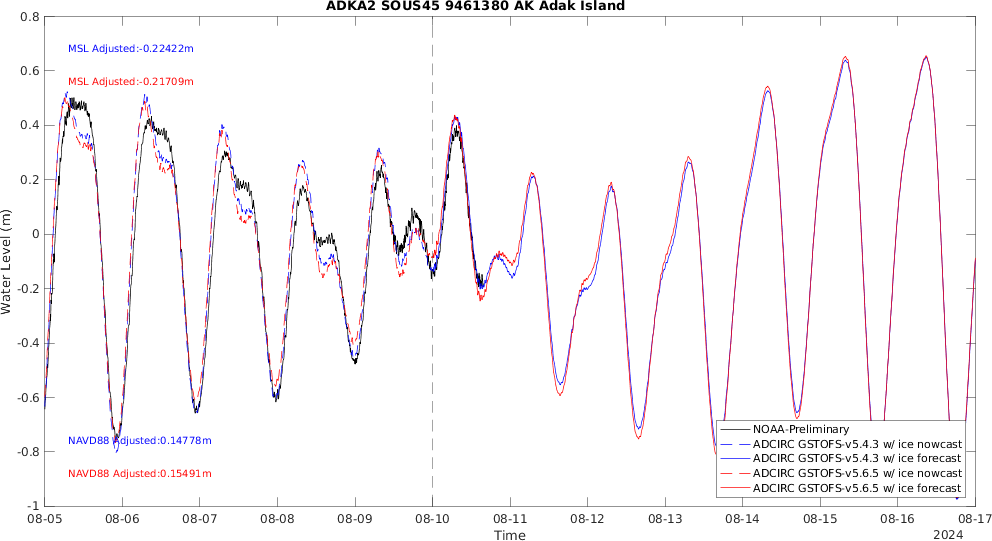 ADKA2 SOUS45 9461380 AK Adak Island
0.8
0.6
0.4
0.2
0
-0.2
-0.4
-0.6
-0.8
-1
Water Level (m)
MSL Adjusted:-0.22422m
MSL Adjusted:-0.21709m
NAVD88 Adjusted:0.14778m
NAVD88 Adjusted:0.15491m
NOAA-Preliminary
ADCIRC GSTOFS-v5.4.3 w/ ice nowcast
ADCIRC GSTOFS-v5.4.3 w/ ice forecast
ADCIRC GSTOFS-v5.6.5 w/ ice nowcast
ADCIRC GSTOFS-v5.6.5 w/ ice forecast
08-05 08-06 08-07 08-08 08-09 08-10 08-11 08-12 08-13 08-14 08-15 08-16 08-17
Time
2024